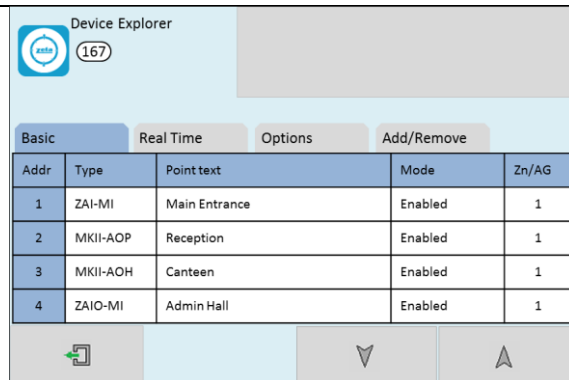 Device Explorer
zeta
167
Basic Real Time Options Add/Remove
Addr Type Point text Mode Zn/AG
1 ZAI-MI Main Entrance Enabled 1
2 MKII-AOP Reception Enabled 1
3 MKII-AOH Canteen Enabled 1
4 ZAIO-MI Admin Hall Enabled 1